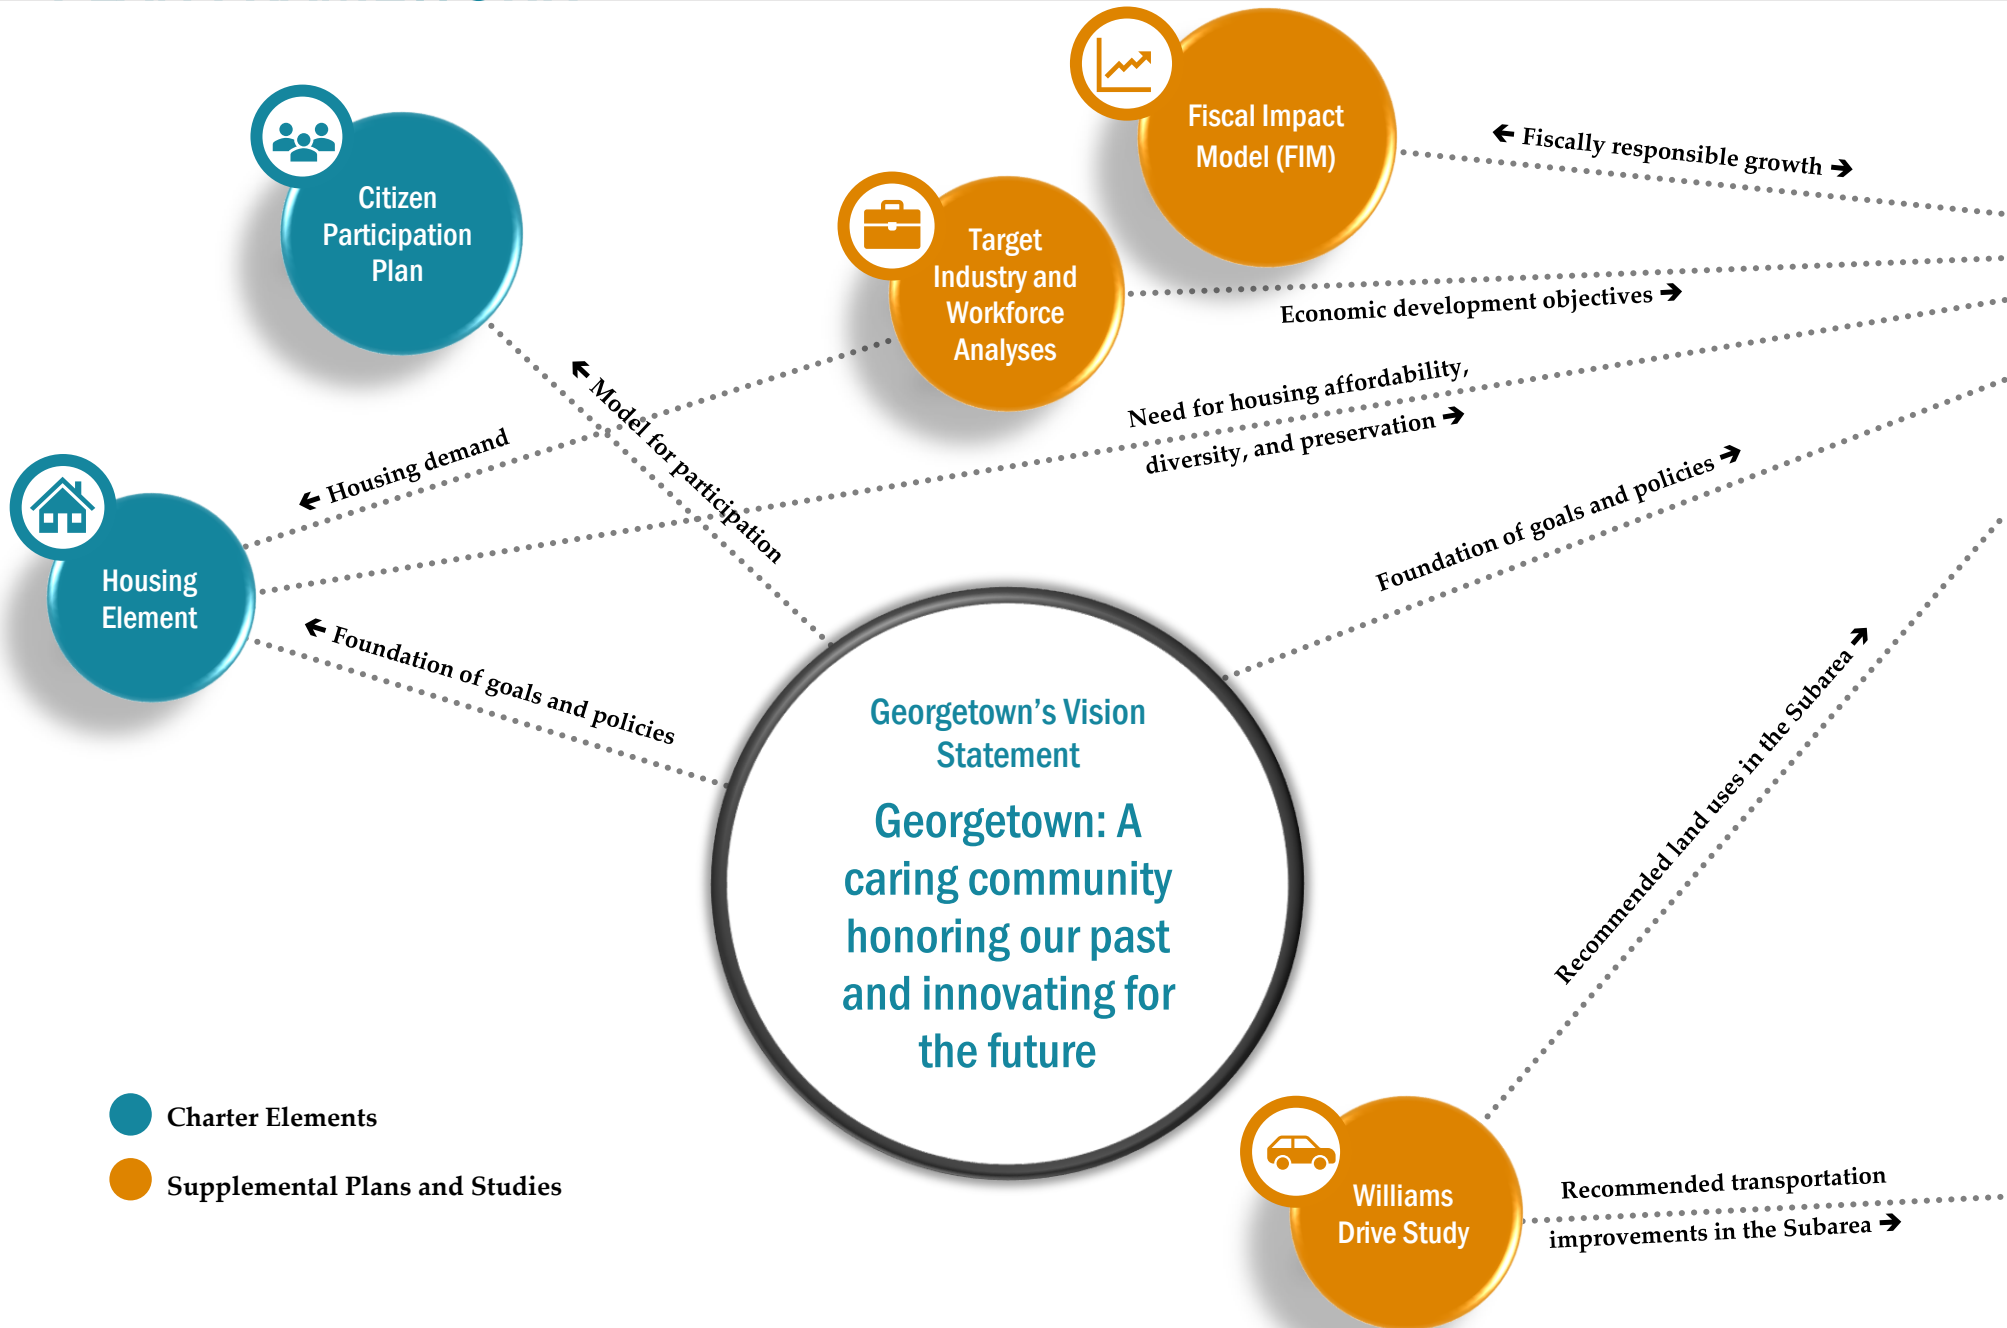 Fiscal Impact
Model (FIM)
← Fiscally responsible growth →
Citizen
Participation
Plan
Target
Industry and
Workforce
Analyses
Economic development objectives →
← Model for participation
Need for housing affordability,
diversity, and preservation →
← Housing demand
Foundation of goals and policies →
Housing
Element
← Foundation of goals and policies
Recommended land uses in the Subarea →
Georgetown's Vision
Statement
Georgetown: A
caring community
honoring our past
and innovating for
the future
Charter Elements
Supplemental Plans and Studies
Williams
Drive Study
Recommended transportation
improvements in the Subarea →